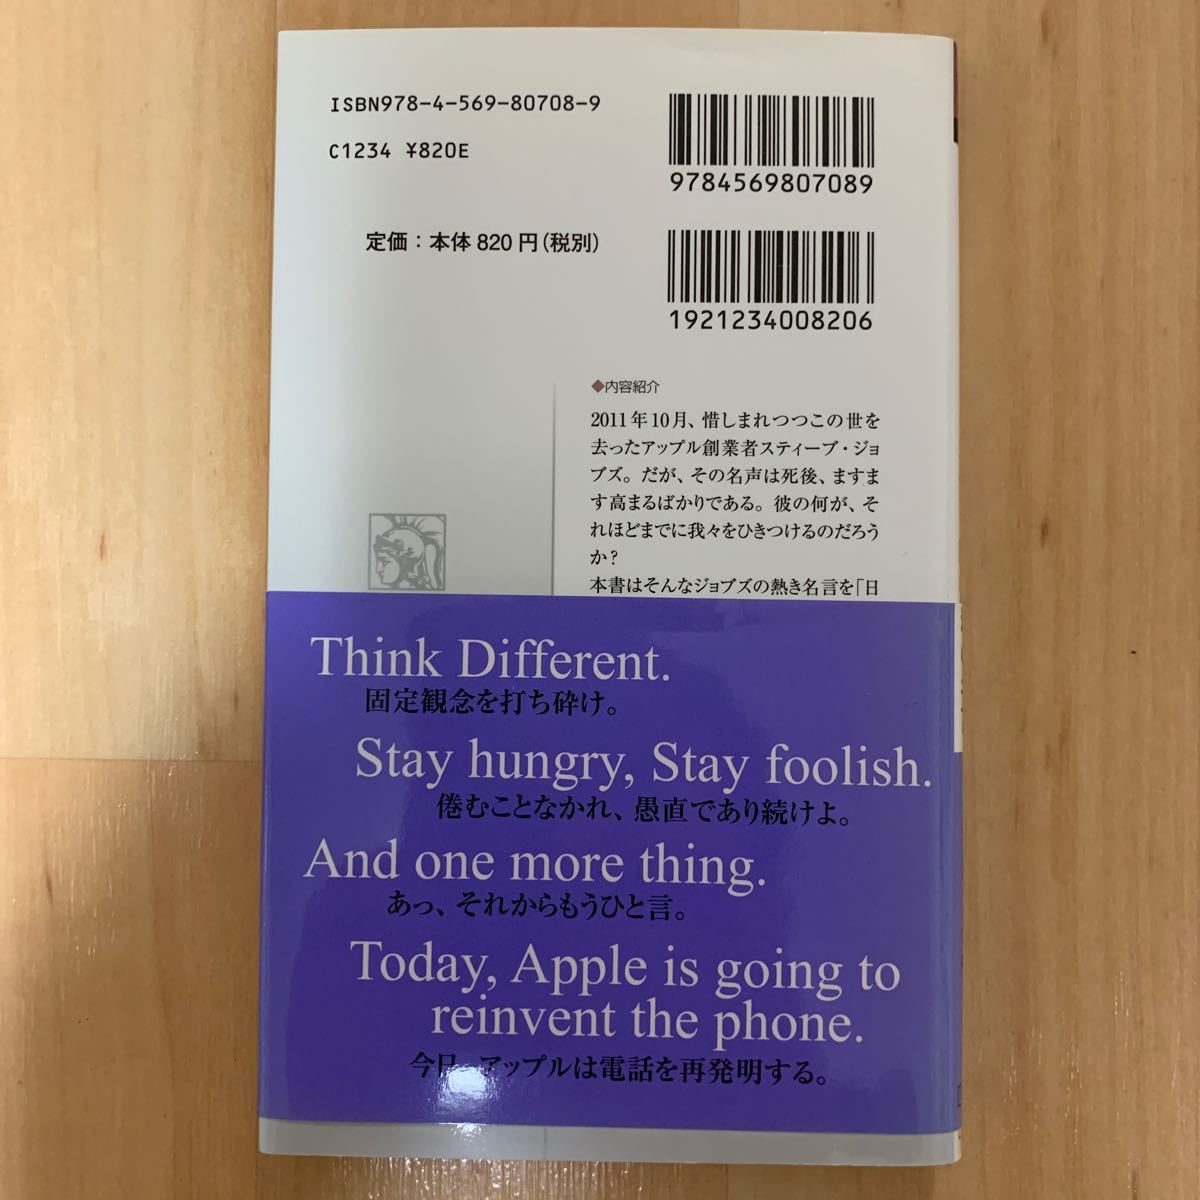 ISBN978-4-569-80708-9
C1234 ¥820E
定価：本体820円（税別）
9784569807089
1921234008206
◆内容紹介
2011年10月、惜しまれつつこの世を
去ったアップル創業者スティーブ・ジョ
ブズ。だが、その名声は死後、ますま
す高まるばかりである。彼の何が、そ
れほどまでに我々をひきつけるのだろう
か？
本書はそんなジョブズの熱き名言を「日
Think Different.
固定観念を打ち砕け。
Stay hungry, Stay foolish.
倦むことなかれ、愚直であり続けよ。
And one more thing.
あっ、それからもうひと言。
Today, Apple is going to
reinvent the phone.
今日、アップルは電話を再発明する。